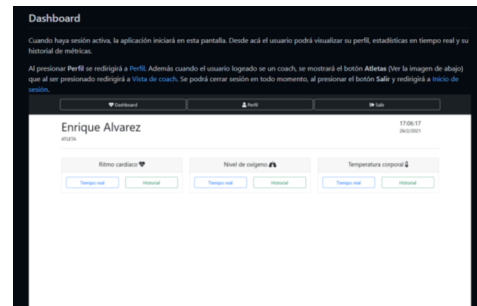 Dashboard
Cuando haya sesión activa, la aplicación iniciará en esta pantalla. Desde acá el usuario podrá visualizar su perfil, estadísticas en tiempo real y su
historial de métricas.
Al presionar Perfil se redirigirá a Perfil. Además cuando el usuario logreado se un coach, se mostrará el botón Atletas (Ver la imagen de abajo)
que al ser presionado redirigirá a Vista de coach. Se podrá cerrar sesión en todo momento, al presionar el botón Salir y redirigirá a Inicio de
sesión.
Dashboard Perfil Salir
Enrique Alvarez 17:06:17
ATLETA 26/2/2021
Ritmo cardíaco Nivel de oxígeno Temperatura corporal
Tiempo real Historial Tiempo real Historial Tiempo real Historial